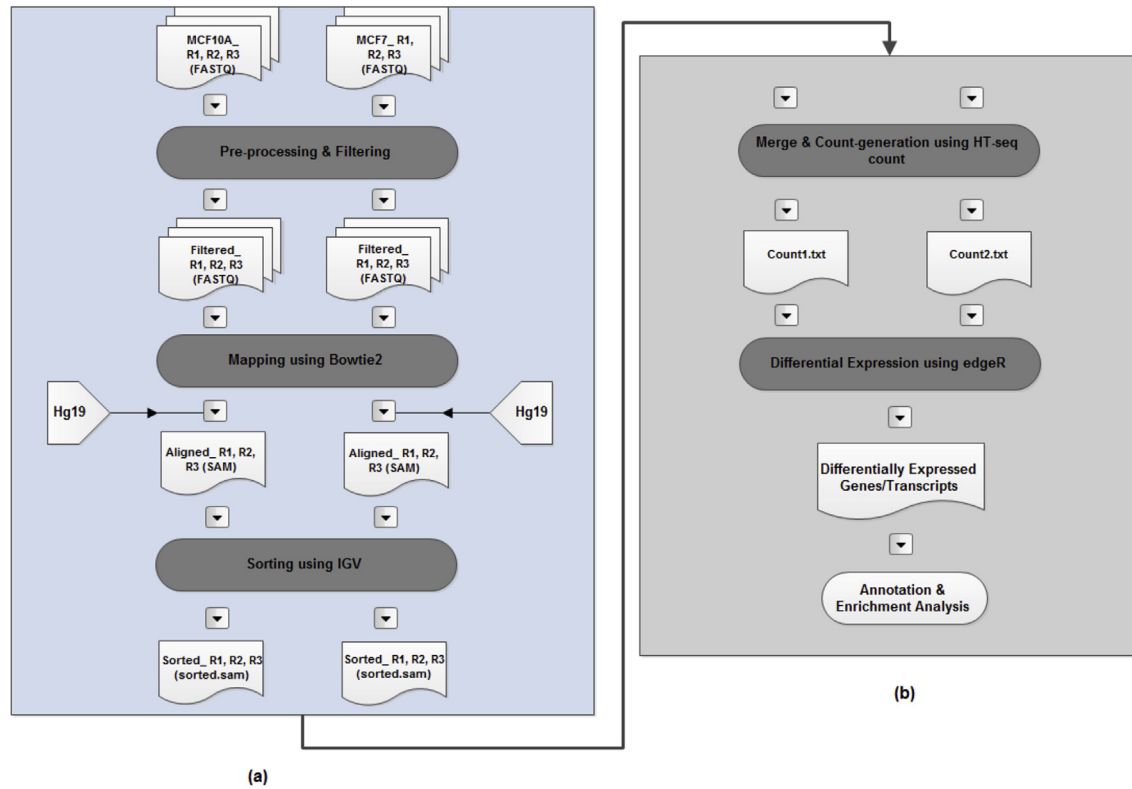 MCF10A_
R1, R2, R3
(FASTQ)
MCF7_ R1,
R2, R3
(FASTQ)
Pre-processing & Filtering
Filtered_
R1, R2, R3
(FASTQ)
Filtered_
R1, R2, R3
(FASTQ)
Mapping using Bowtie2
Hg19
Hg19
Aligned_ R1, R2,
R3 (SAM)
Aligned_ R1, R2,
R3 (SAM)
Sorting using IGV
Sorted_ R1, R2, R3
(sorted.sam)
Sorted_ R1, R2, R3
(sorted.sam)
(a)
Merge & Count-generation using HT-seq
count
Count1.txt
Count2.txt
Differential Expression using edgeR
Differentially Expressed
Genes/Transcripts
Annotation &
Enrichment Analysis
(b)